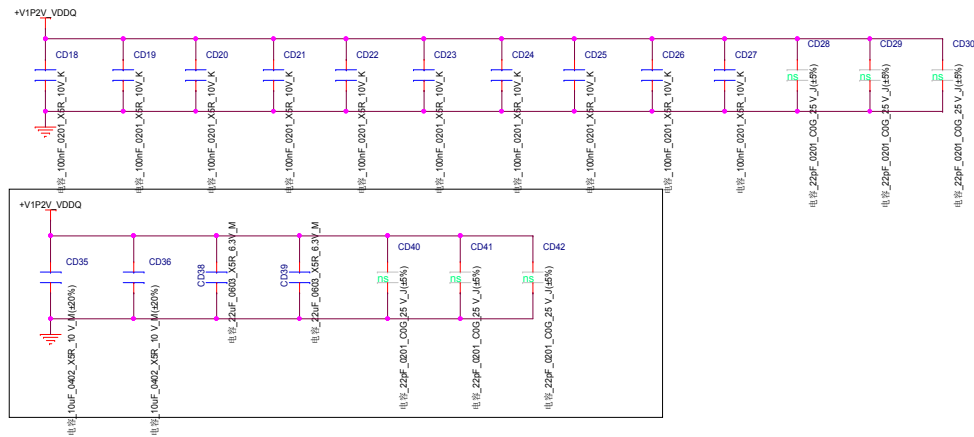 +V1P2V_VDDQ
CD18
CD19
CD20
CD21
CD22
CD23
CD24
CD25
CD26
CD27
CD28
CD29
CD30
ns
ns
ns
电容_100nF_0201_X5R_10V_K
电容_100nF_0201_X5R_10V_K
电容_100nF_0201_X5R_10V_K
电容_100nF_0201_X5R_10V_K
电容_100nF_0201_X5R_10V_K
电容_100nF_0201_X5R_10V_K
电容_100nF_0201_X5R_10V_K
电容_100nF_0201_X5R_10V_K
电容_100nF_0201_X5R_10V_K
电容_100nF_0201_X5R_10V_K
电容_22pF_0201_C0G_25 V_J(±5%)
电容_22pF_0201_C0G_25 V_J(±5%)
电容_22pF_0201_C0G_25 V_J(±5%)
+V1P2V_VDDQ
CD35
CD36
CD38
CD39
CD40
CD41
CD42
ns
ns
ns
电容_10uF_0402_X5R_10 V_M(±20%)
电容_10uF_0402_X5R_10 V_M(±20%)
电容_22uF_0603_X5R_6.3V_M
电容_22uF_0603_X5R_6.3V_M
电容_22pF_0201_C0G_25 V_J(±5%)
电容_22pF_0201_C0G_25 V_J(±5%)
电容_22pF_0201_C0G_25 V_J(±5%)